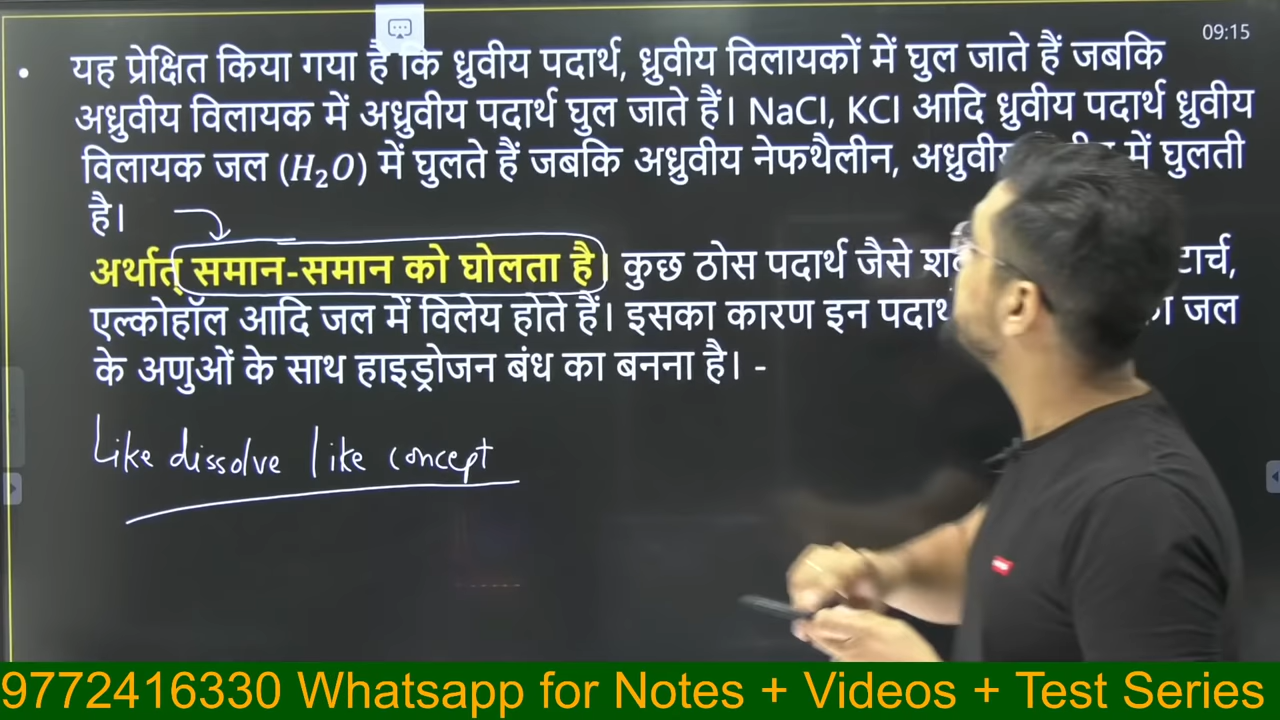 09:15
• यह प्रेक्षित किया गया है कि ध्रुवीय पदार्थ, ध्रुवीय विलायकों में घुल जाते हैं जबकि
अध्रुवीय विलायक में अध्रुवीय पदार्थ घुल जाते हैं। NaCl, KCl आदि ध्रुवीय पदार्थ ध्रुवीय
विलायक जल (H₂O) में घुलते हैं जबकि अध्रुवीय नेफथैलीन, में घुलती
है।
अर्थात् समान-समान को घोलता है। कुछ ठोस पदार्थ जैसे
एल्कोहॉल आदि जल में विलेय होते हैं। इसका कारण इन जल
के अणुओं के साथ हाइड्रोजन बंध का बनना है। -
Like dissolve like concept
9772416330 Whatsapp for Notes + Videos + Test Series